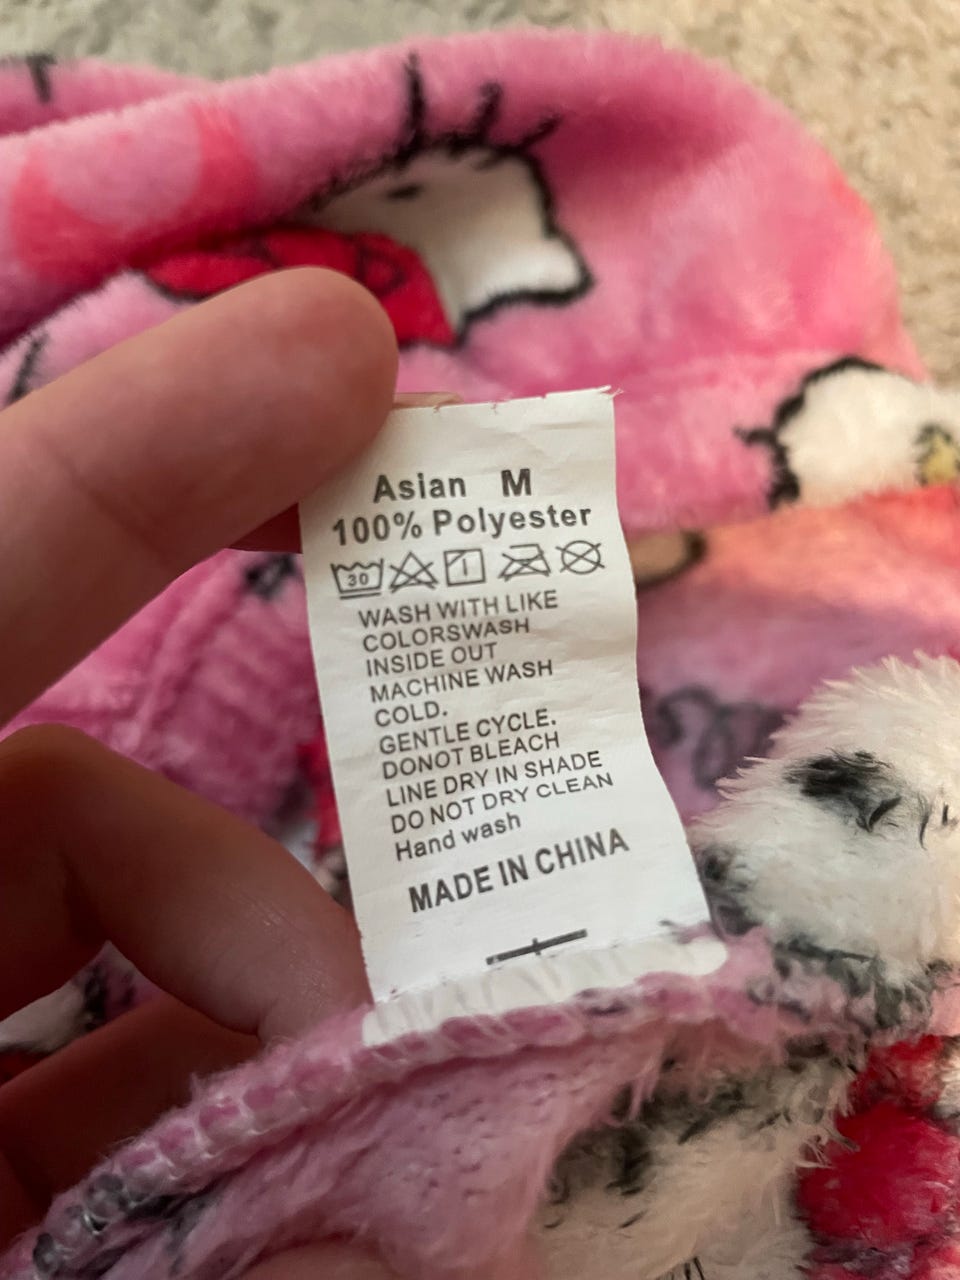 Asian M
100% Polyester
30
WASH WITH LIKE
COLORSWASH
INSIDE OUT
MACHINE WASH
COLD.
GENTLE CYCLE.
DONOT BLEACH
LINE DRY IN SHADE
DO NOT DRY CLEAN
Hand wash
MADE IN CHINA